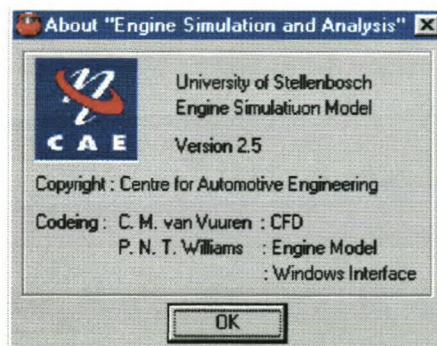 About "Engine Simulation and Analysis"
University of Stellenbosch
Engine Simulatiuon Model
Version 2.5
CAE
Copyright : Centre for Automotive Engineering
Codeing : C. M. van Vuuren : CFD
P. N. T. Williams : Engine Model
: Windows Interface
OK